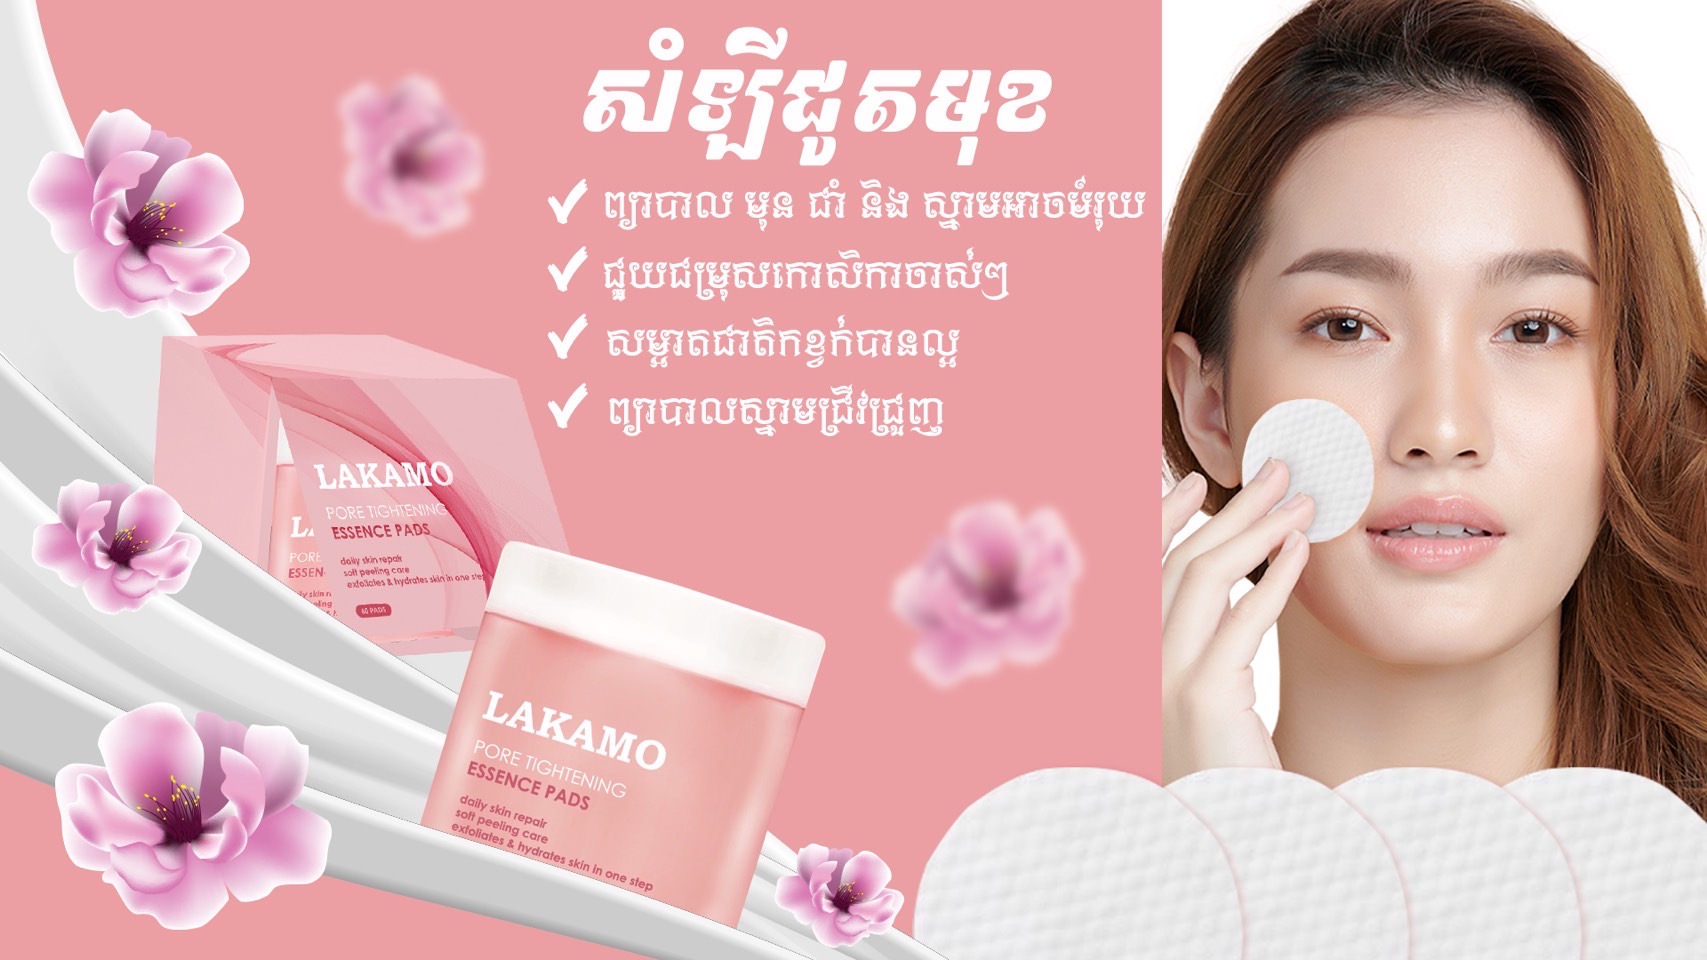 សំឡីជូតមុខ
ព្យាបាល មុន ជាំ និង ស្នាមអាចម៍រុយ
ជួយជម្រុសកោសិកាចាស់ៗ
សម្អាតជាតិកខ្វក់បានល្អ
ព្យាបាលស្នាមជ្រីវជ្រួញ
LAKAMO
PORE TIGHTENING
ESSENCE PADS
daily skin repair
soft peeling care
exfoliates & hydrates skin in one step
60 PADS
LAKAMO
PORE TIGHTENING
ESSENCE PADS
daily skin repair
soft peeling care
exfoliates & hydrates skin in one step